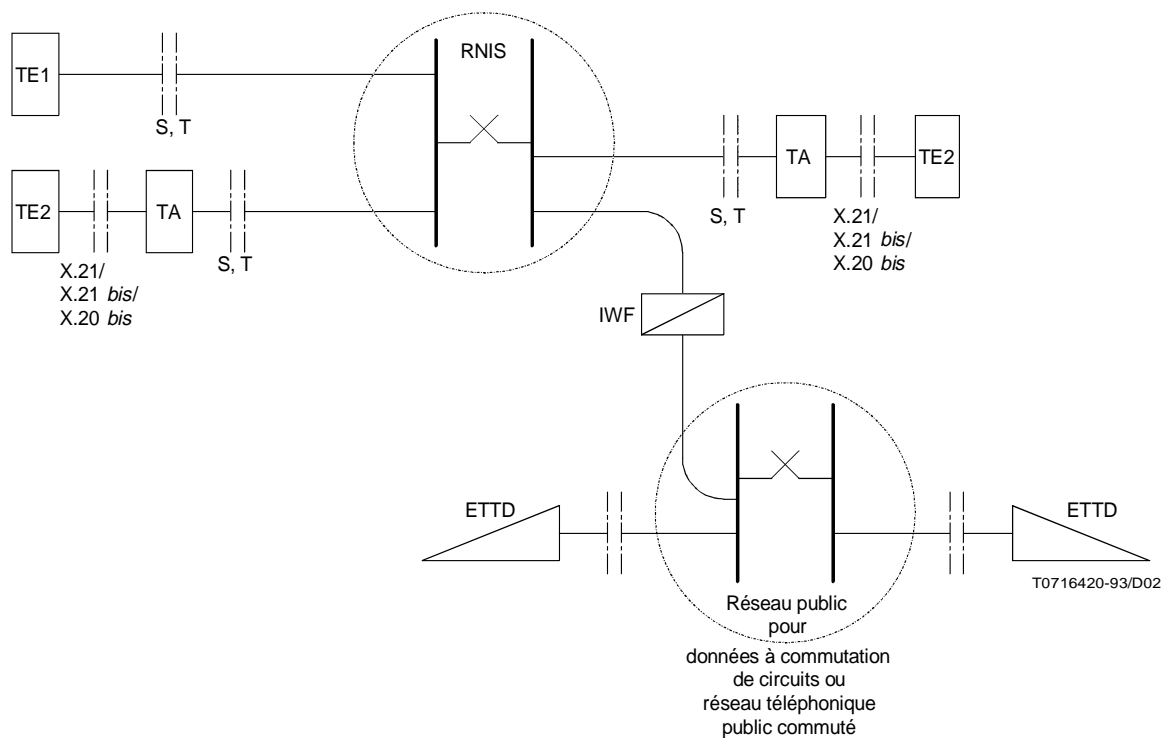 RNIS
TE1
S, T
TA
TE2
S, T
X.21/
X.21 bis/
X.20 bis
TE2
TA
S, T
X.21/
X.21 bis/
X.20 bis
IWF
ETTD
ETTD
T0716420-93/D02
Réseau public
pour
données à commutation
de circuits ou
réseau téléphonique
public commuté